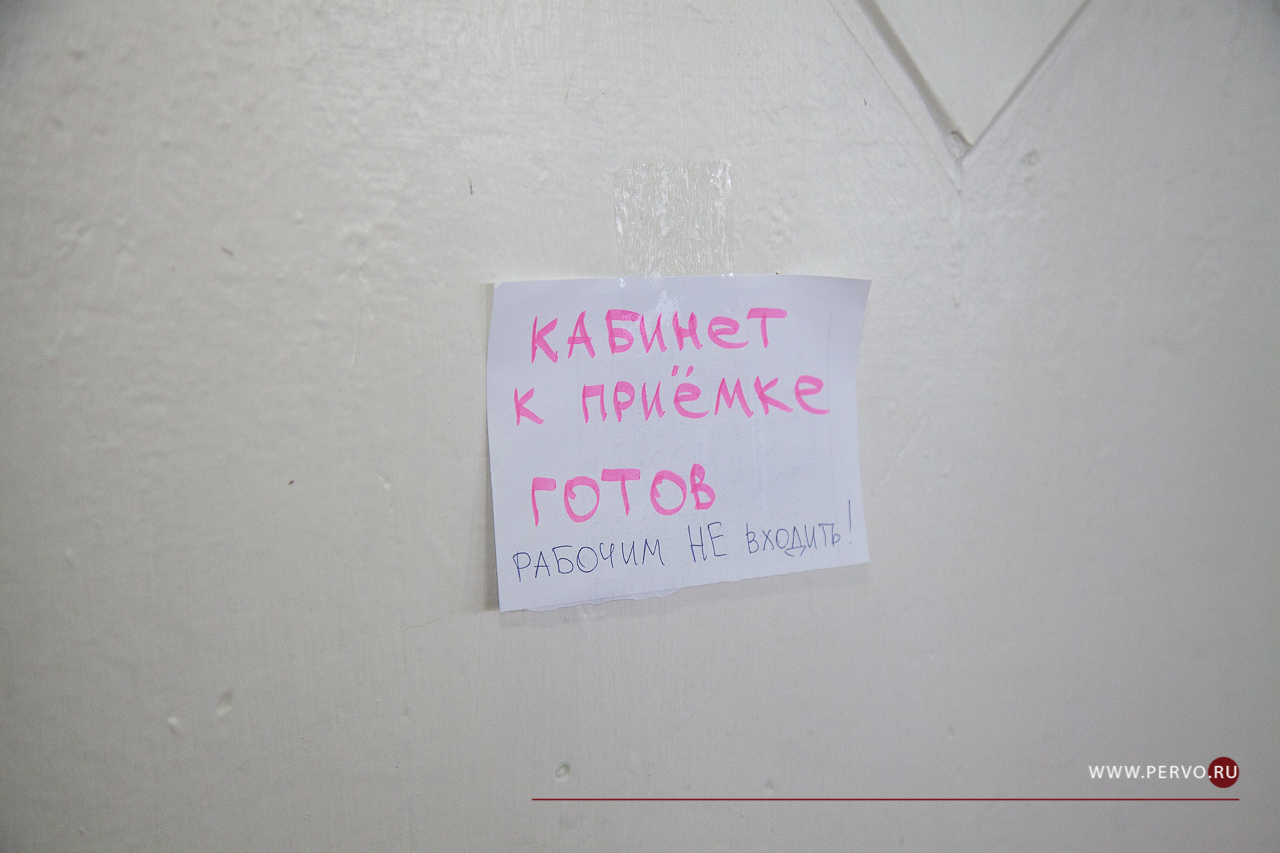 КАБИНЕТ
К ПРИЁМКЕ
ГОТОВ
РАБОЧИМ НЕ ВХОДИТЬ!
WWW.PERVO.RU